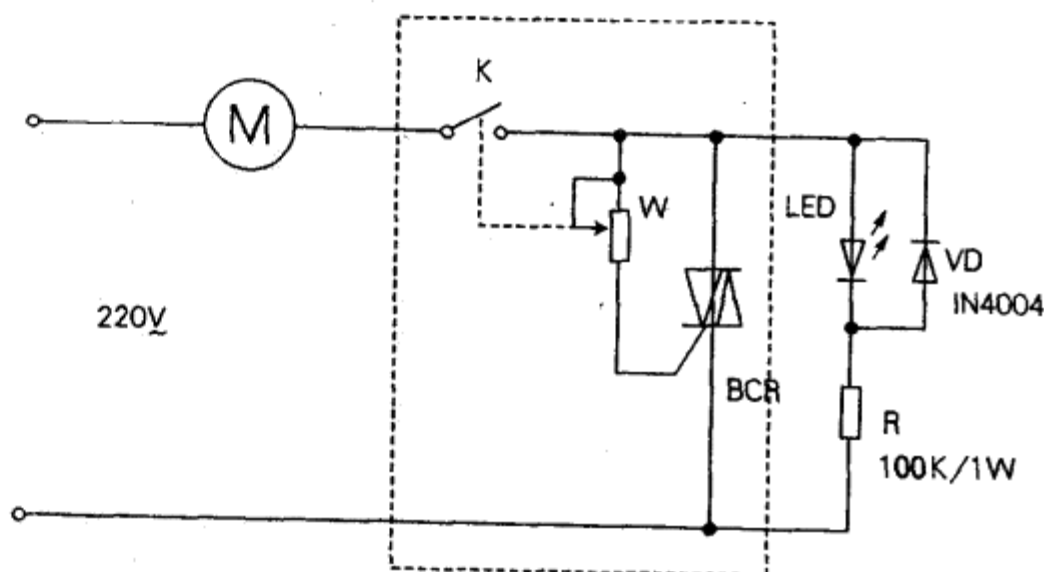 K
M
W
LED
VD
IN4004
220V
BCR
R
100K/1W